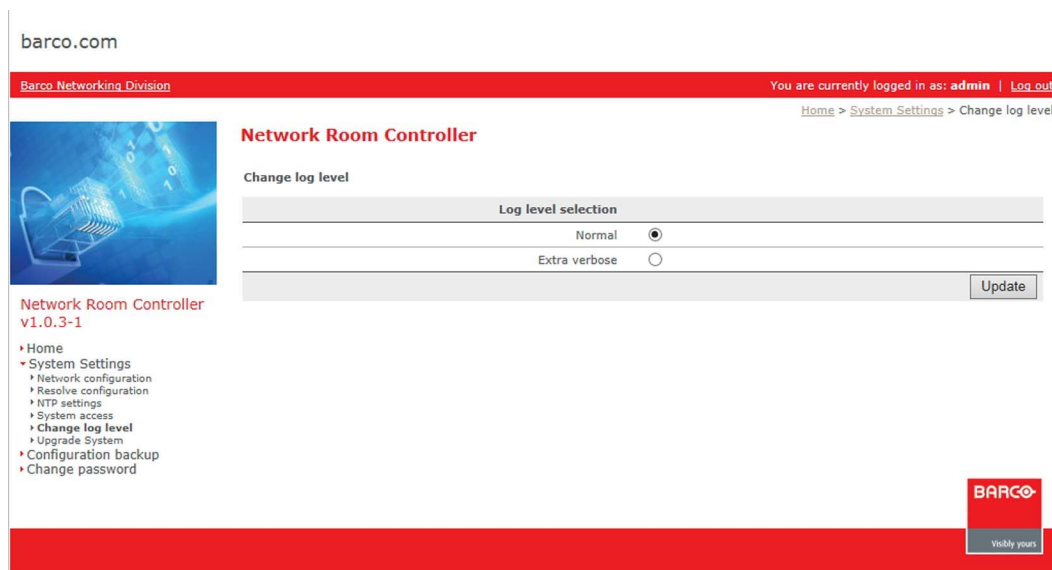 barco.com
Barco Networking Division
You are currently logged in as: admin | Log out
Home > System Settings > Change log level
Network Room Controller
Change log level
Log level selection
Normal
Extra verbose
Update
Network Room Controller
v1.0.3-1
Home
System Settings
Network configuration
Resolve configuration
NTP settings
System access
Change log level
Upgrade System
Configuration backup
Change password
BARCO
Visibly yours